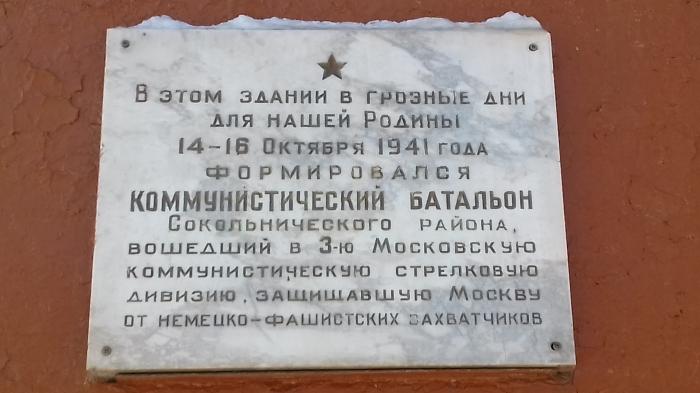 В этом здании в грозные дни
для нашей Родины
14-16 Октября 1941 года
формировался
КОММУНИСТИЧЕСКИЙ БАТАЛЬОН
Сокольнического района,
вошедший в 3-ю Московскую
коммунистическую стрелковую
дивизию, защищавшую Москву
от немецко-фашистских захватчиков